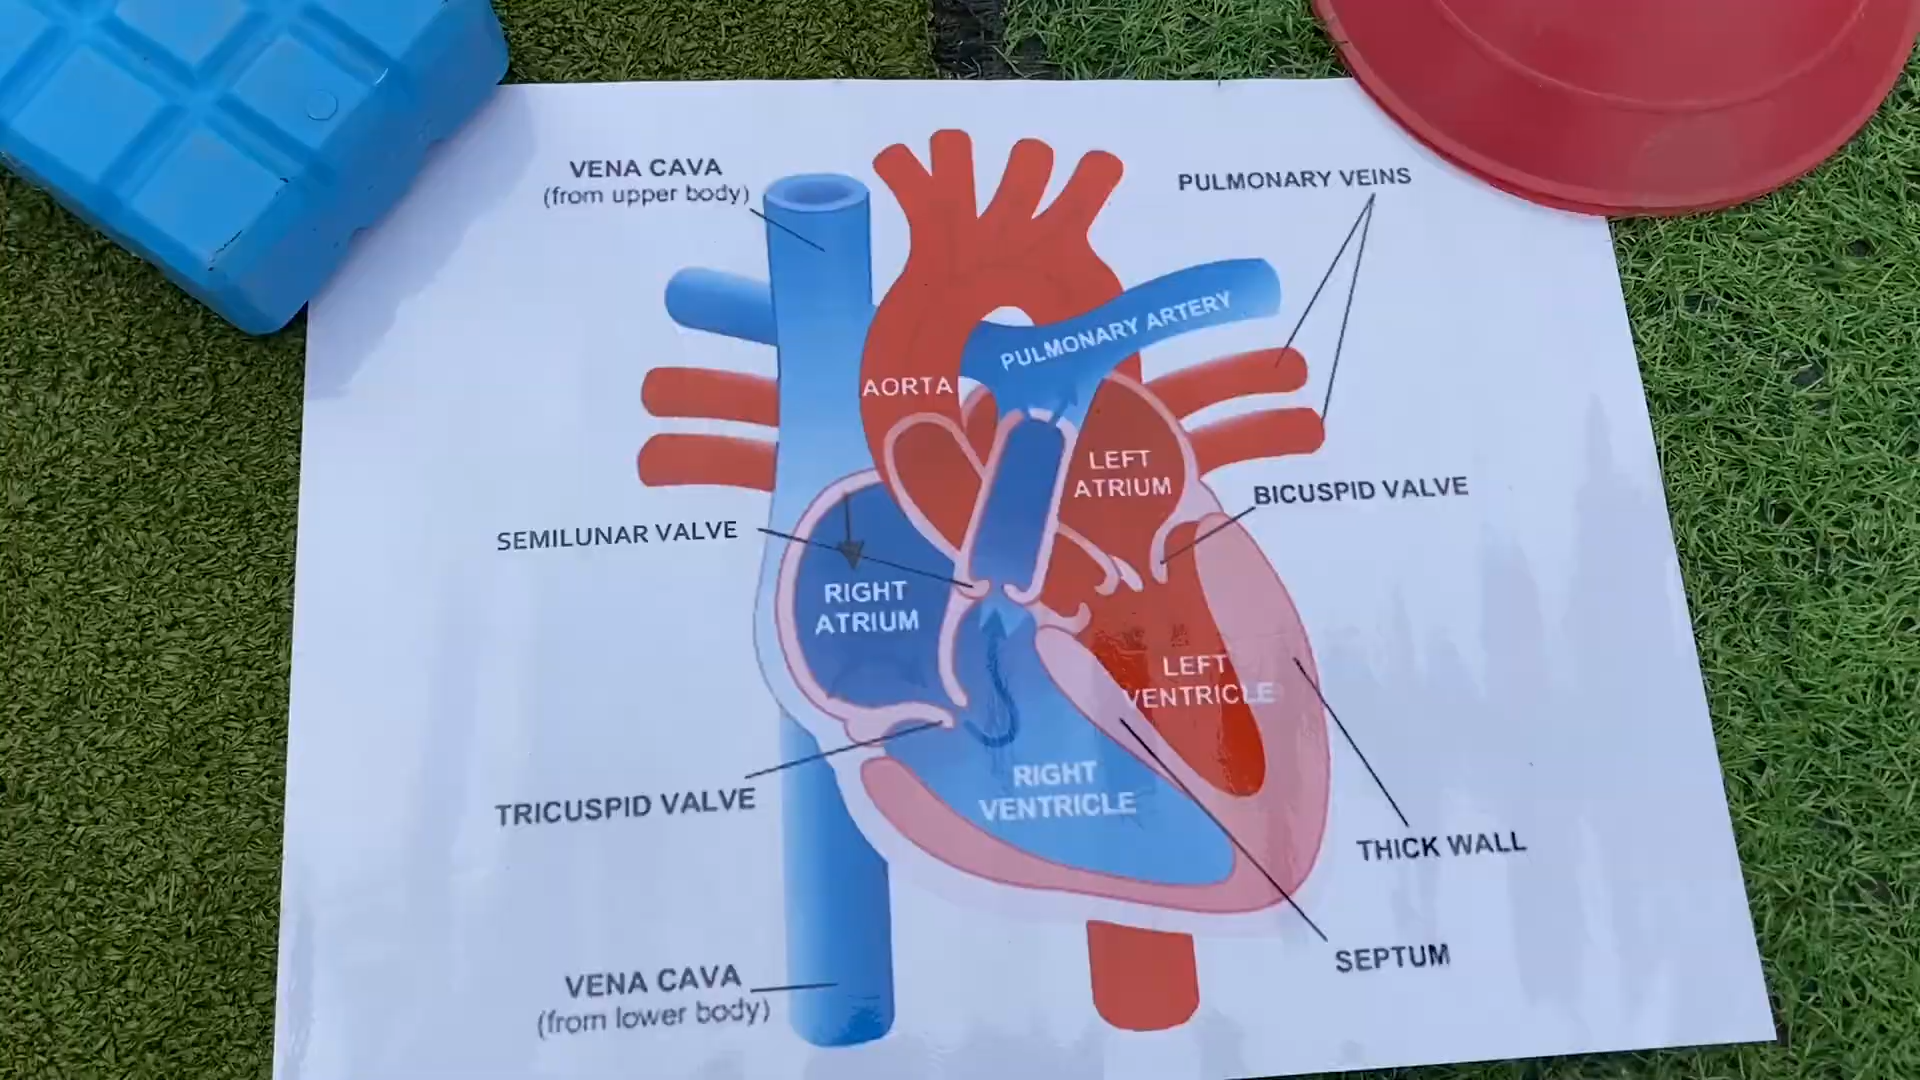 VENA CAVA
(from upper body)
PULMONARY VEINS
PULMONARY ARTERY
AORTA
LEFT
ATRIUM
BICUSPID VALVE
SEMILUNAR VALVE
RIGHT
ATRIUM
LEFT
VENTRICLE
TRICUSPID VALVE
RIGHT
VENTRICLE
THICK WALL
SEPTUM
VENA CAVA
(from lower body)